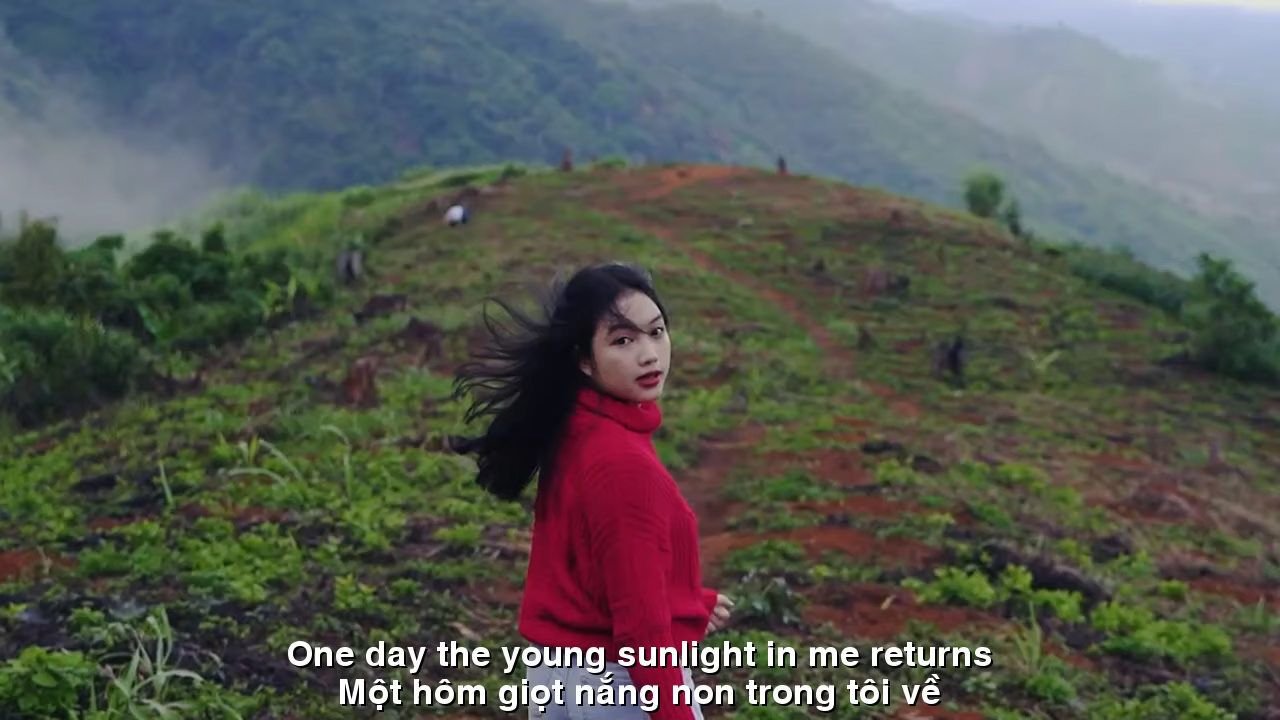 One day the young sunlight in me returns
Một hôm giọt nắng non trong tôi về